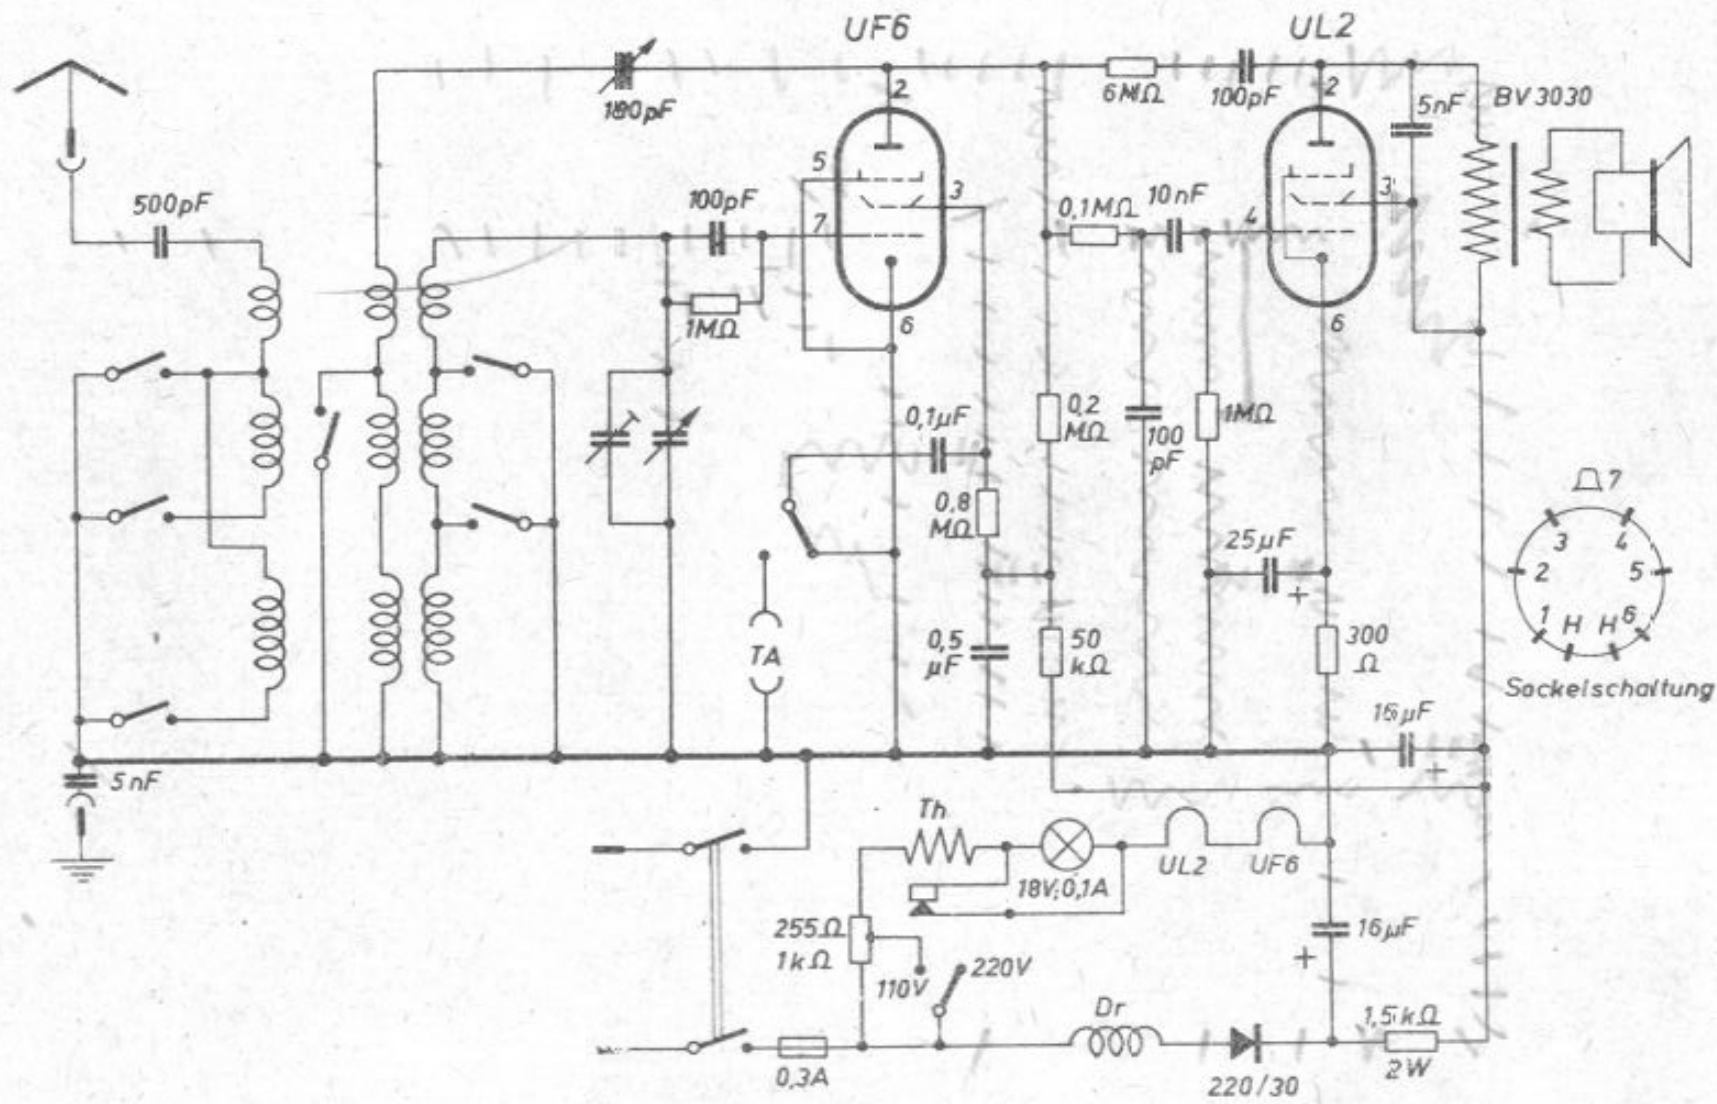 UF6
UL2
180pF
2
6MΩ
100pF
2
5nF
BV 3030
5
3
500pF
100pF
0,1MΩ
10nF
3
7
4
1MΩ
6
6
0,1µF
0,2
MΩ
100
pF
1MΩ
7
3
4
2
5
1
H
H
6
Sockelschaltung
0,8
MΩ
25µF
+
TA
0,5
µF
50
kΩ
300
Ω
16µF
+
5nF
Th
UL2
UF6
18V;0,1A
255Ω
1kΩ
110V
220V
16µF
+
Dr
1,5kΩ
0,3A
220/30
2W